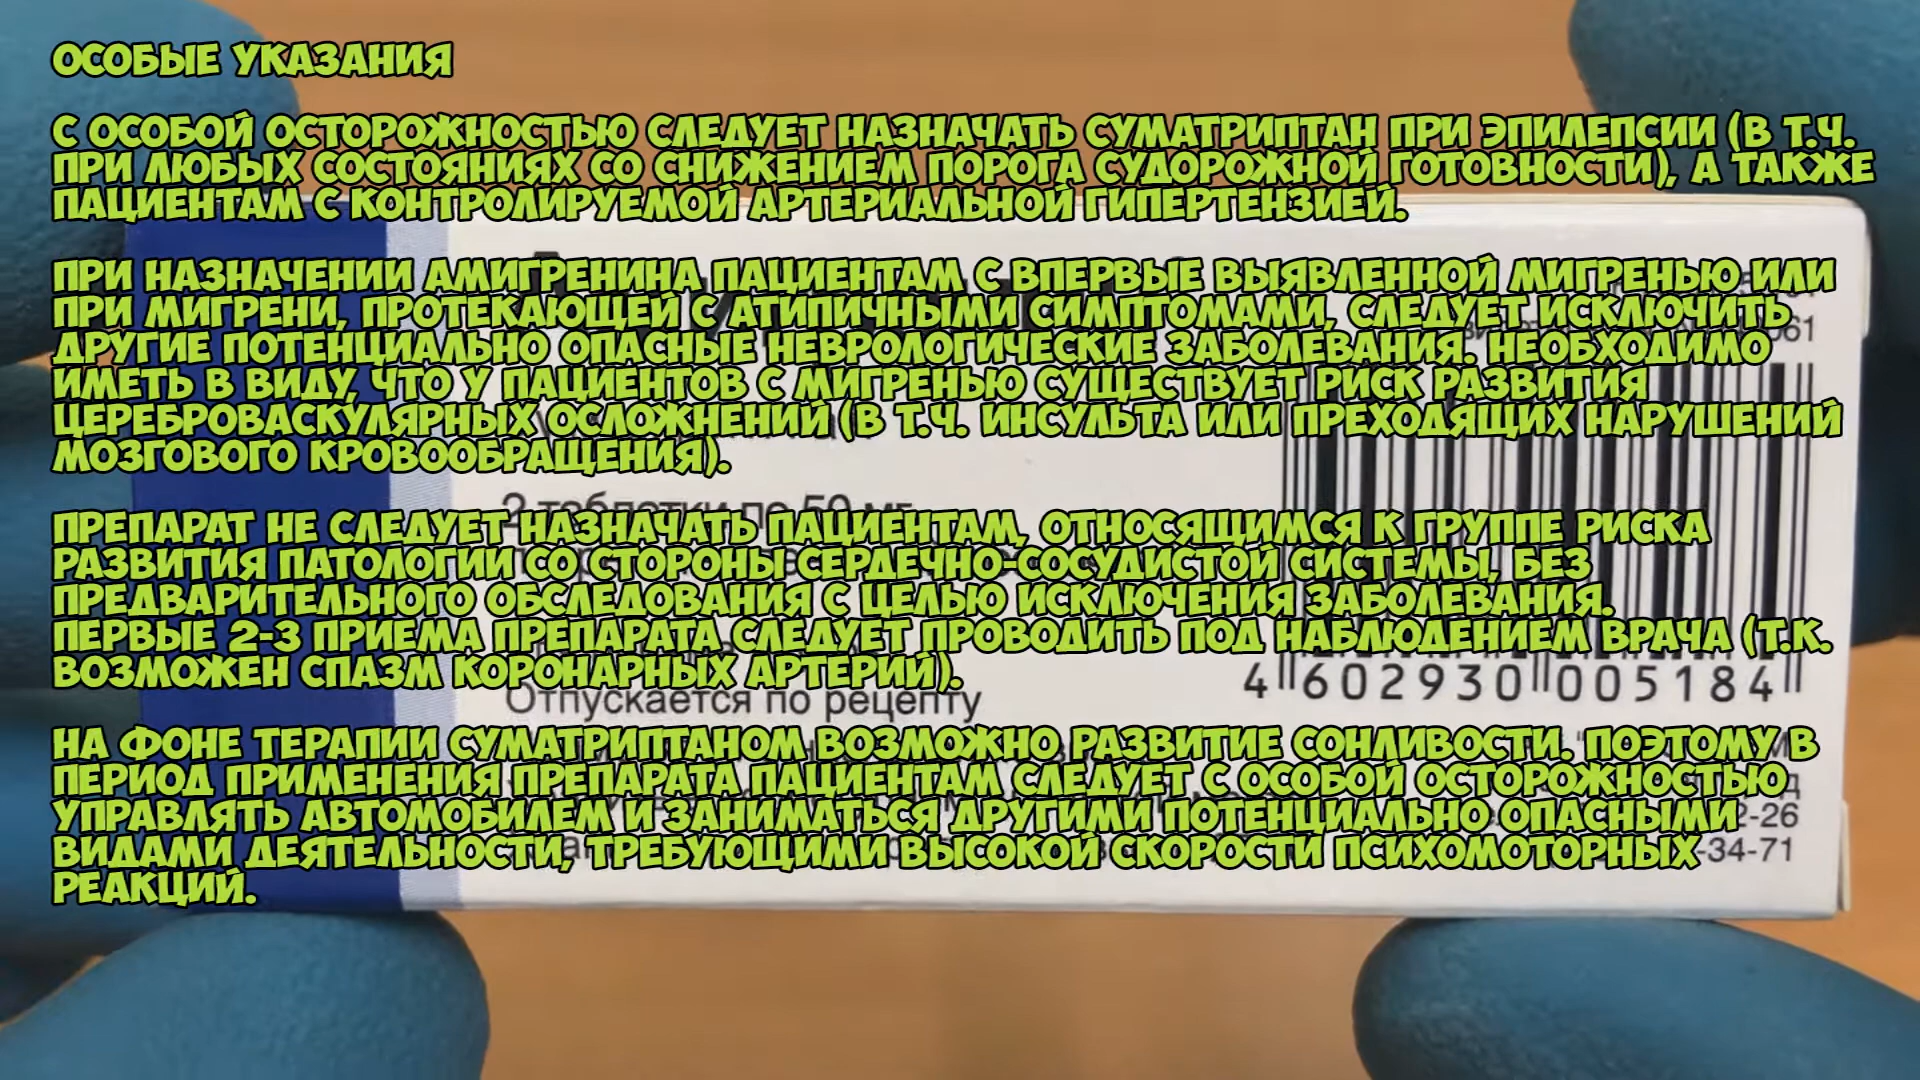 ОСОБЫЕ УКАЗАНИЯ
С ОСОБОЙ ОСТОРОЖНОСТЬЮ СЛЕДУЕТ НАЗНАЧАТЬ СУМАТРИПТАН ПРИ ЭПИЛЕПСИИ (В Т.Ч.
ПРИ ЛЮБЫХ СОСТОЯНИЯХ СО СНИЖЕНИЕМ ПОРОГА СУДОРОЖНОЙ ГОТОВНОСТИ), А ТАКЖЕ
ПАЦИЕНТАМ С КОНТРОЛИРУЕМОЙ АРТЕРИАЛЬНОЙ ГИПЕРТЕНЗИЕЙ.
ПРИ НАЗНАЧЕНИИ АМИГРЕНИНА ПАЦИЕНТАМ С ВПЕРВЫЕ ВЫЯВЛЕННОЙ МИГРЕНЬЮ ИЛИ
ПРИ МИГРЕНИ, ПРОТЕКАЮЩЕЙ С АТИПИЧНЫМИ СИМПТОМАМИ, СЛЕДУЕТ ИСКЛЮЧИТЬ
ДРУГИЕ ПОТЕНЦИАЛЬНО ОПАСНЫЕ НЕВРОЛОГИЧЕСКИЕ ЗАБОЛЕВАНИЯ. НЕОБХОДИМО
ИМЕТЬ В ВИДУ, ЧТО У ПАЦИЕНТОВ С МИГРЕНЬЮ СУЩЕСТВУЕТ РИСК РАЗВИТИЯ
ЦЕРЕБРОВАСКУЛЯРНЫХ ОСЛОЖНЕНИЙ (В Т.Ч. ИНСУЛЬТА ИЛИ ПРЕХОДЯЩИХ НАРУШЕНИЙ
МОЗГОВОГО КРОВООБРАЩЕНИЯ).
2 таблетки по 50 мг
ПРЕПАРАТ НЕ СЛЕДУЕТ НАЗНАЧАТЬ ПАЦИЕНТАМ, ОТНОСЯЩИМСЯ К ГРУППЕ РИСКА
РАЗВИТИЯ ПАТОЛОГИИ СО СТОРОНЫ СЕРДЕЧНО-СОСУДИСТОЙ СИСТЕМЫ, БЕЗ
ПРЕДВАРИТЕЛЬНОГО ОБСЛЕДОВАНИЯ С ЦЕЛЬЮ ИСКЛЮЧЕНИЯ ЗАБОЛЕВАНИЯ.
ПЕРВЫЕ 2-3 ПРИЕМА ПРЕПАРАТА СЛЕДУЕТ ПРОВОДИТЬ ПОД НАБЛЮДЕНИЕМ ВРАЧА (Т.К.
ВОЗМОЖЕН СПАЗМ КОРОНАРНЫХ АРТЕРИЙ).
Отпускается по рецепту
4 602930 005184
НА ФОНЕ ТЕРАПИИ СУМАТРИПТАНОМ ВОЗМОЖНО РАЗВИТИЕ СОНЛИВОСТИ. ПОЭТОМУ В
ПЕРИОД ПРИМЕНЕНИЯ ПРЕПАРАТА ПАЦИЕНТАМ СЛЕДУЕТ С ОСОБОЙ ОСТОРОЖНОСТЬЮ
УПРАВЛЯТЬ АВТОМОБИЛЕМ И ЗАНИМАТЬСЯ ДРУГИМИ ПОТЕНЦИАЛЬНО ОПАСНЫМИ
ВИДАМИ ДЕЯТЕЛЬНОСТИ, ТРЕБУЮЩИМИ ВЫСОКОЙ СКОРОСТИ ПСИХОМОТОРНЫХ
РЕАКЦИЙ.